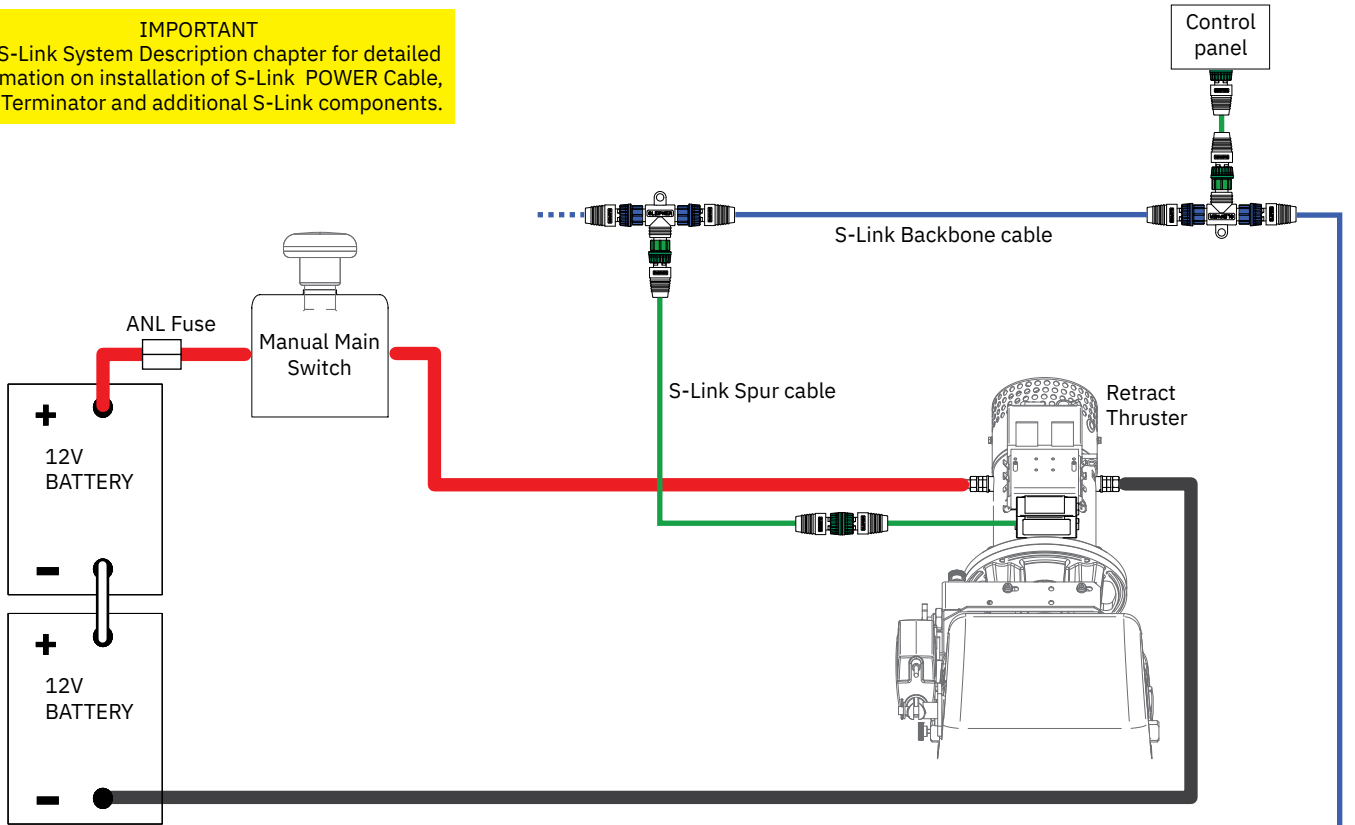 IMPORTANT
S-Link System Description chapter for detailed
mation on installation of S-Link POWER Cable,
Terminator and additional S-Link components.
Control
panel
SLEIPNER
SLEIPNER
S-Link Backbone cable
ANL Fuse
Manual Main
Switch
S-Link Spur cable
Retract
Thruster
+
12V
BATTERY
-
+
12V
BATTERY
-